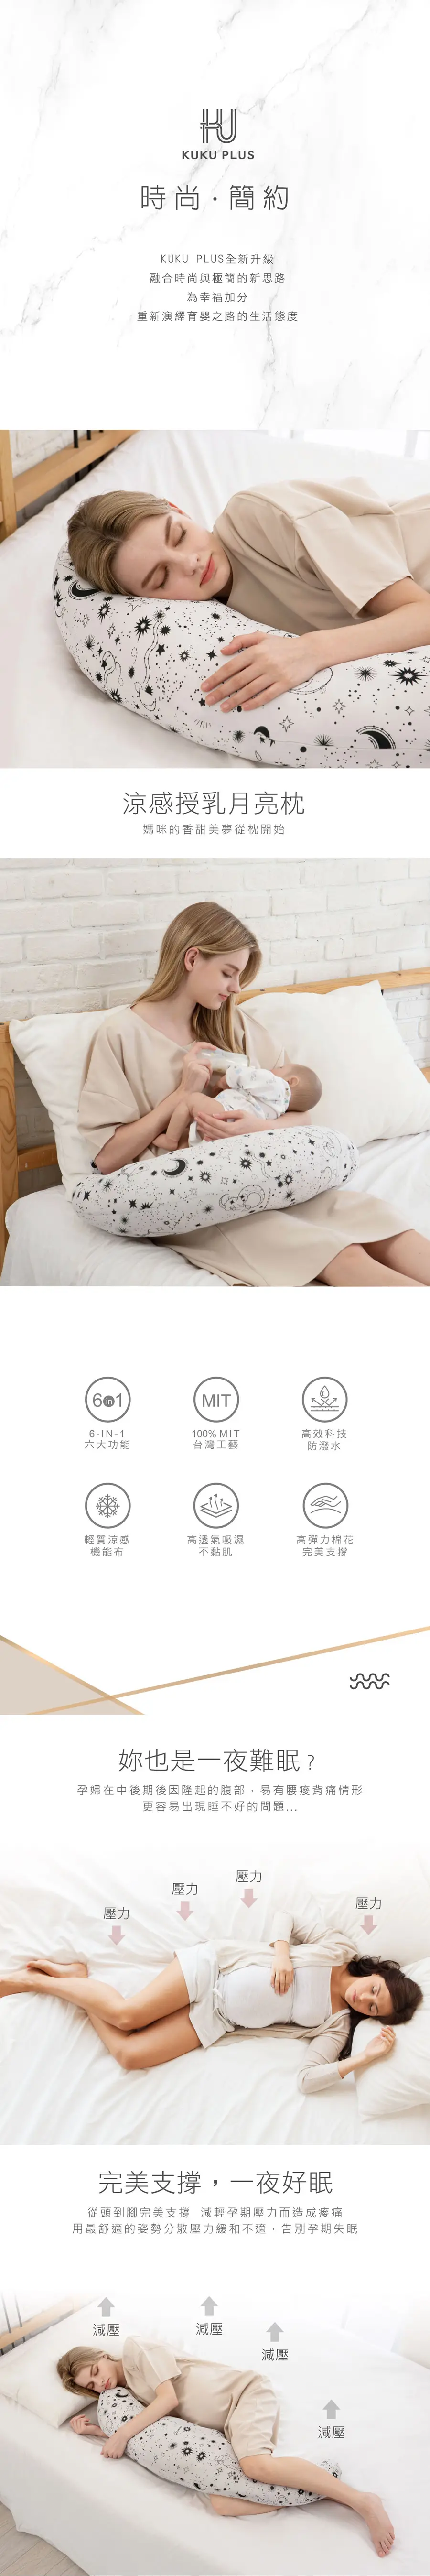 KUKU PLUS
時尚·簡約
KUKU PLUS全新升級
融合時尚與極簡的新思路
為幸福加分
重新演繹育嬰之路的生活態度
涼感授乳月亮枕
媽咪的香甜美夢從枕開始
6in1
6-IN-1
六大功能
MIT
100% MIT
台灣工藝
高效科技
防潑水
輕質涼感
機能布
高透氣吸濕
不黏肌
高彈力棉花
完美支撐
妳也是一夜難眠?
孕婦在中後期後因隆起的腹部，易有腰痠背痛情形
更容易出現睡不好的問題...
壓力
壓力
壓力
壓力
完美支撐，一夜好眠
從頭到腳完美支撐 減輕孕期壓力而造成痠痛
用最舒適的姿勢分散壓力緩和不適，告別孕期失眠
減壓
減壓
減壓
減壓